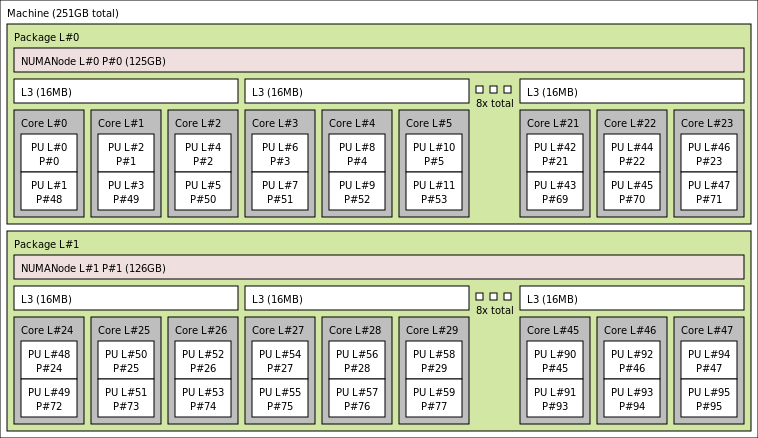 Machine (251GB total)
Package L#0
NUMANode L#0 P#0 (125GB)
L3 (16MB)
L3 (16MB)
8x total
L3 (16MB)
Core L#0
PU L#0
P#0
PU L#1
P#48
Core L#1
PU L#2
P#1
PU L#3
P#49
Core L#2
PU L#4
P#2
PU L#5
P#50
Core L#3
PU L#6
P#3
PU L#7
P#51
Core L#4
PU L#8
P#4
PU L#9
P#52
Core L#5
PU L#10
P#5
PU L#11
P#53
Core L#21
PU L#42
P#21
PU L#43
P#69
Core L#22
PU L#44
P#22
PU L#45
P#70
Core L#23
PU L#46
P#23
PU L#47
P#71
Package L#1
NUMANode L#1 P#1 (126GB)
L3 (16MB)
L3 (16MB)
8x total
L3 (16MB)
Core L#24
PU L#48
P#24
PU L#49
P#72
Core L#25
PU L#50
P#25
PU L#51
P#73
Core L#26
PU L#52
P#26
PU L#53
P#74
Core L#27
PU L#54
P#27
PU L#55
P#75
Core L#28
PU L#56
P#28
PU L#57
P#76
Core L#29
PU L#58
P#29
PU L#59
P#77
Core L#45
PU L#90
P#45
PU L#91
P#93
Core L#46
PU L#92
P#46
PU L#93
P#94
Core L#47
PU L#94
P#47
PU L#95
P#95